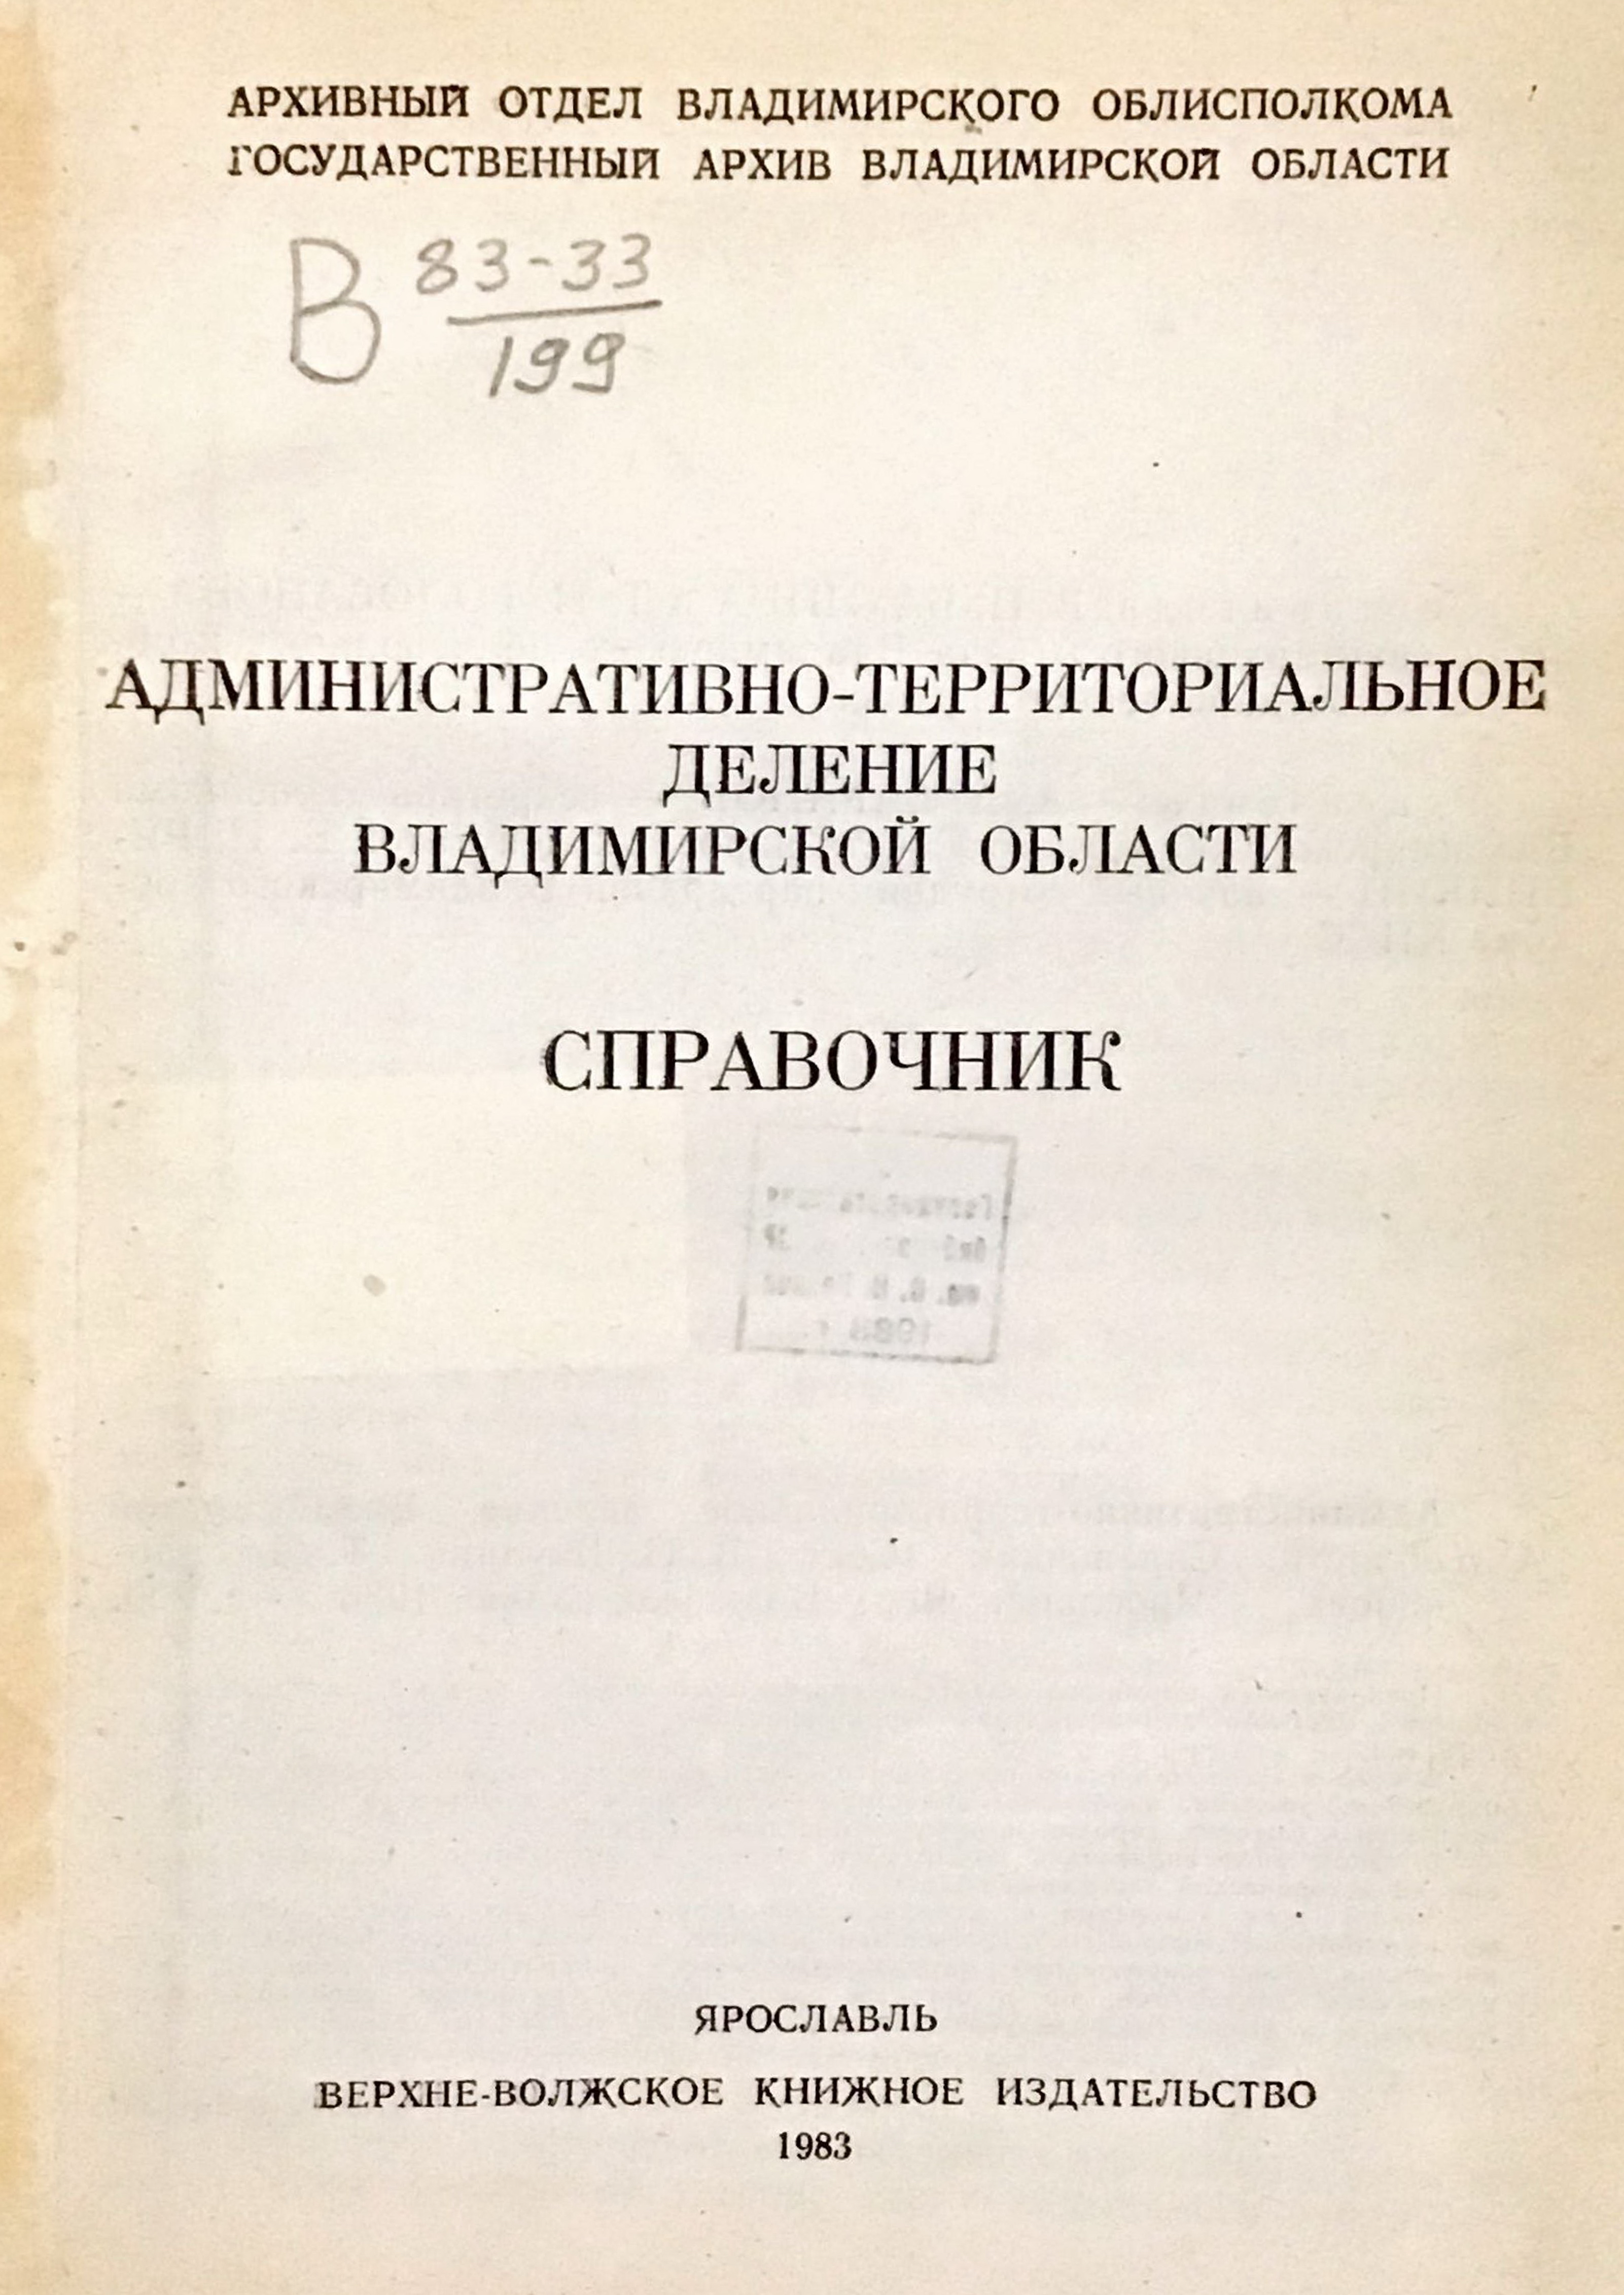 АРХИВНЫЙ ОТДЕЛ ВЛАДИМИРСКОГО ОБЛИСПОЛКОМА
ГОСУДАРСТВЕННЫЙ АРХИВ ВЛАДИМИРСКОЙ ОБЛАСТИ
В 83-33
199
АДМИНИСТРАТИВНО-ТЕРРИТОРИАЛЬНОЕ
ДЕЛЕНИЕ
ВЛАДИМИРСКОЙ ОБЛАСТИ
СПРАВОЧНИК
ЯРОСЛАВЛЬ
ВЕРХНЕ-ВОЛЖСКОЕ КНИЖНОЕ ИЗДАТЕЛЬСТВО
1983